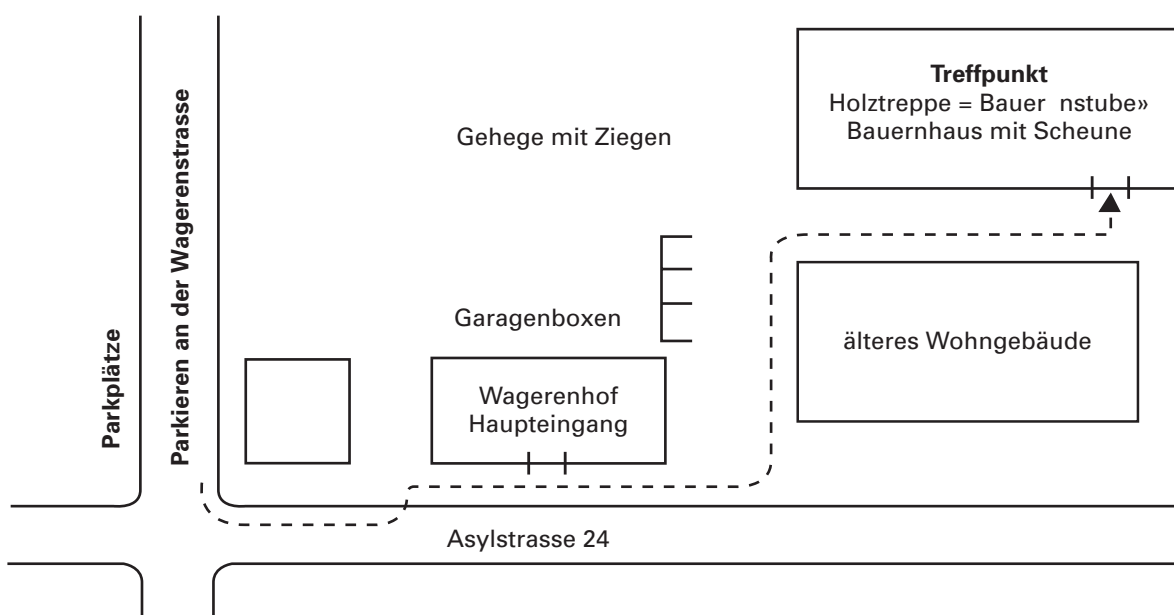 Treffpunkt
Holztreppe = Bauer nstube»
Bauernhaus mit Scheune
Gehege mit Ziegen
Parkplätze
Parkieren an der Wagerenstrasse
Garagenboxen
älteres Wohngebäude
Wagerenhof
Haupteingang
Asylstrasse 24